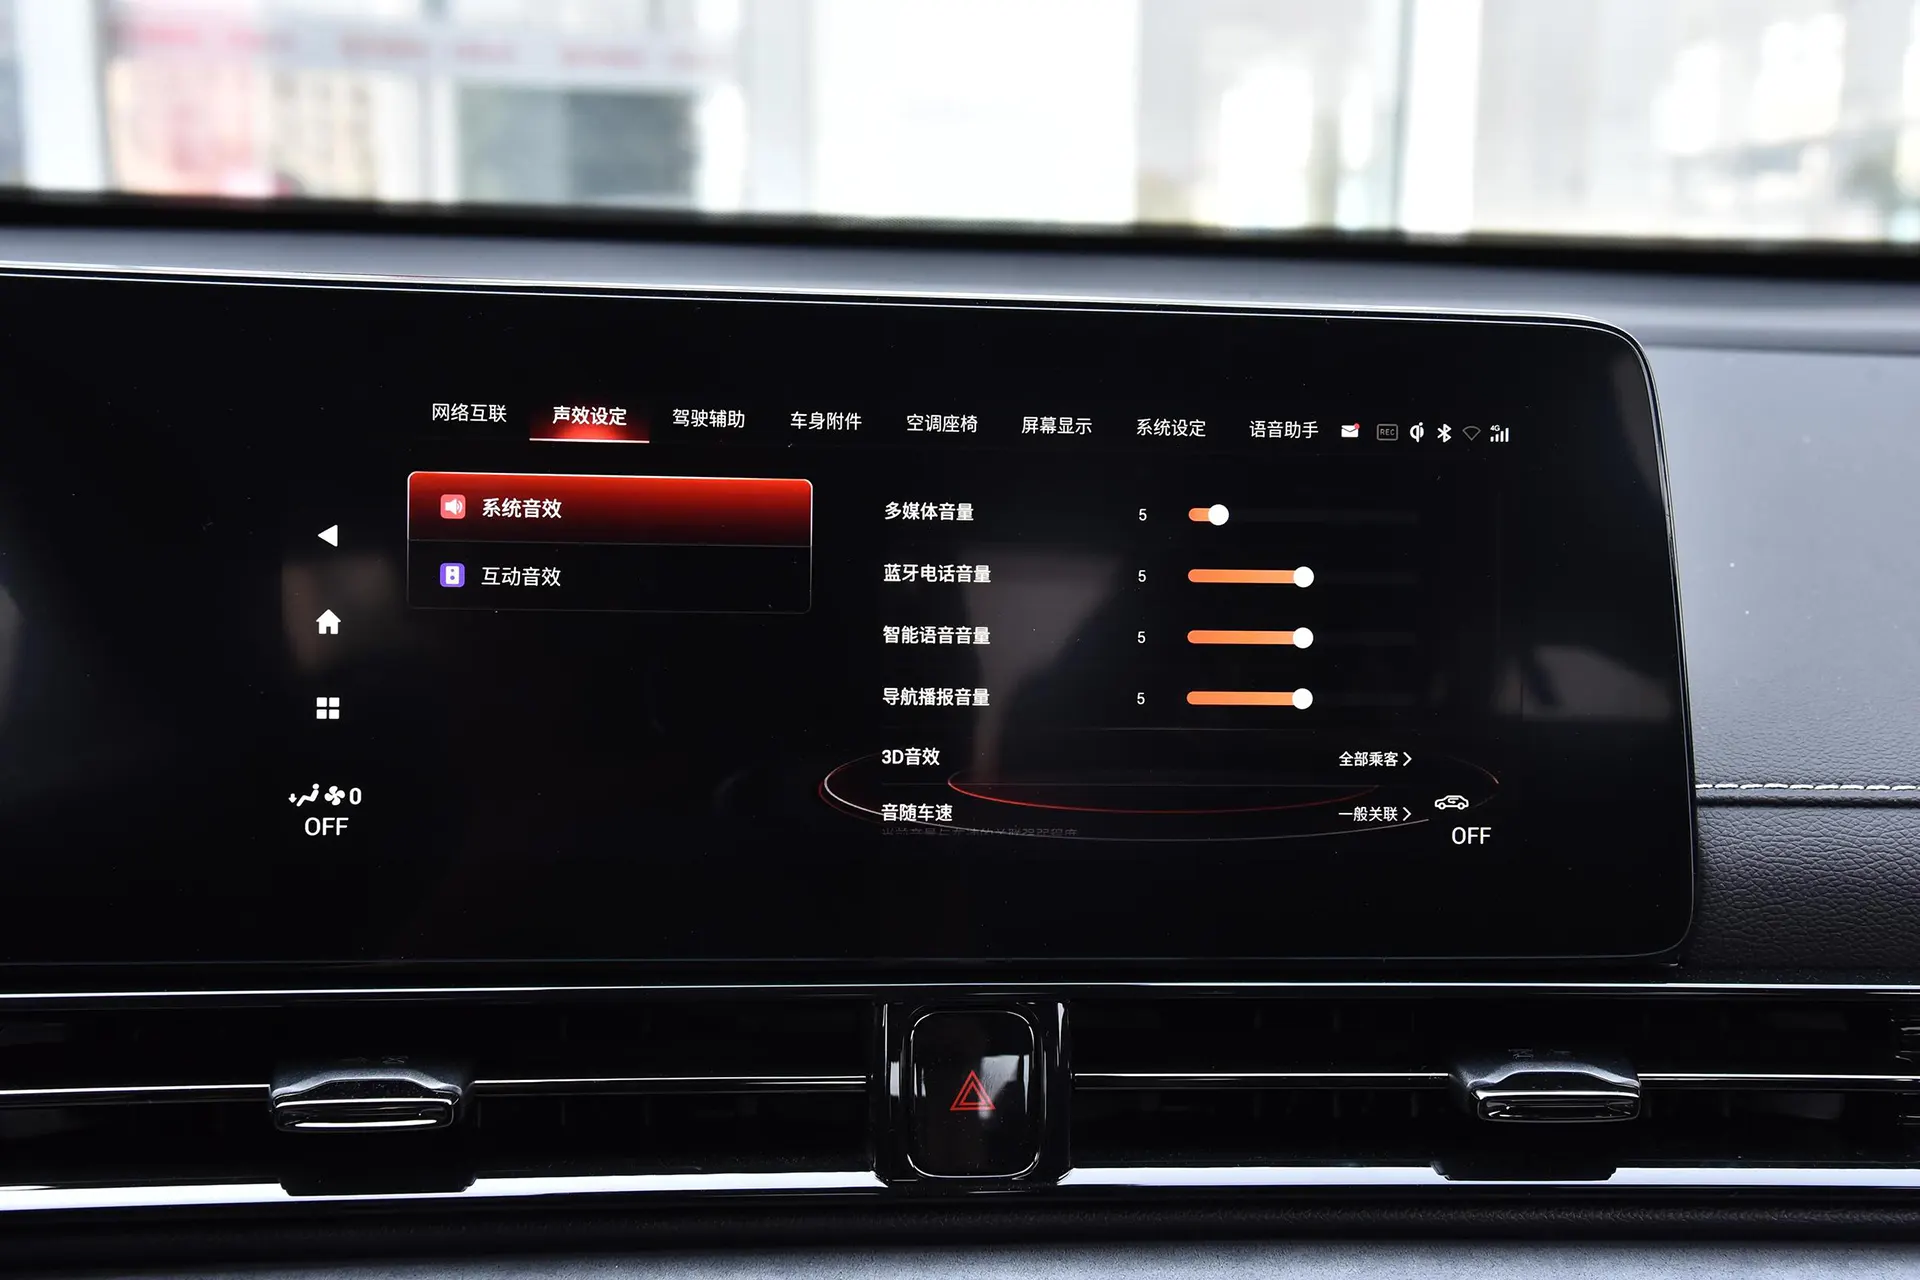 网络互联 声效设定 驾驶辅助 车身附件 空调座椅 屏幕显示 系统设定 语音助手 REC 4G
系统音效
互动音效
多媒体音量 5
蓝牙电话音量 5
智能语音音量 5
导航播报音量 5
3D音效 全部乘客
音随车速 一般关联
0
OFF
OFF